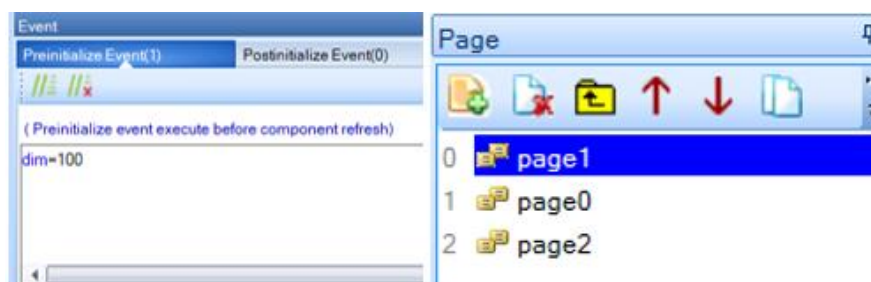 Event
Preinitialize Event(1) Postinitialize Event(0)
( Preinitialize event execute before component refresh)
dim=100
Page
0 page1
1 page0
2 page2